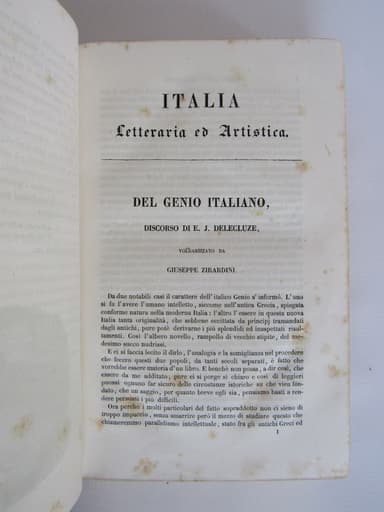 ITALIA
Letteraria ed Artistica.
DEL GENIO ITALIANO,
DISCORSO DI E. J. DELECLUZE,
VOLGARIZZATO DA
GIUSEPPE ZIRARDINI.
Da due notabili casi il carattere dell'italico Genio s'informò. L'uno
si fu l'avere l'umano intelletto, siccome nell'antica Grecia, spiegata
conforme natura nella moderna Italia: l'altro l'essere in questa nuova
Italia tanta originalità, che sebbene eccitata da principj tramandati
dagli antichi, pure potè derivarne i più splendidi ed inaspettati risul-
tamenti. Così l'albero novello, rampollo di vecchio stipite, del me-
desimo succo nudrissi.
E ci si faccia lecito il dirlo, l'analogia e la somiglianza nel procedere
che fecero questi due popoli, da tanti secoli separati, è fatto che
vorrebbe essere materia d'un libro. E benchè non possa, a dir così, che
essere da me additato, pure ei si porge sì chiaro e così di leggieri
puossi ognuno far sicuro delle circostanze istoriche su che vien fon-
dato, che un saggio, per quanto breve egli sia, pensiamo basti a ren-
dere persuasi i più difficili.
Ora perchè i molti particolari del fatto sopraddetto non ci sieno di
troppo impaccio, senza smarrire però il mezzo di studiare questo che
chiameremo parallelismo intellettuale, stato fra gli antichi Greci ed
1